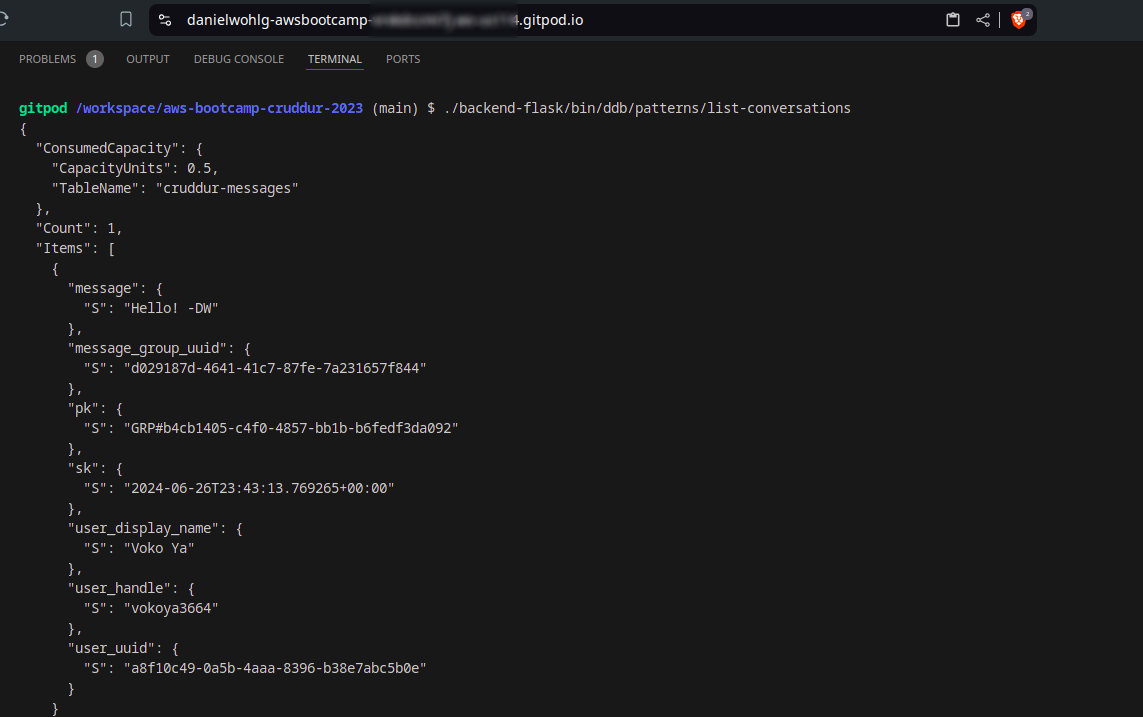 danielwohlg-awsbootcamp-
.gitpod.io
2
PROBLEMS 1 OUTPUT DEBUG CONSOLE TERMINAL PORTS
gitpod /workspace/aws-bootcamp-cruddur-2023 (main) $ ./backend-flask/bin/ddb/patterns/list-conversations
{
  "ConsumedCapacity": {
    "CapacityUnits": 0.5,
    "TableName": "cruddur-messages"
  },
  "Count": 1,
  "Items": [
    {
      "message": {
        "S": "Hello! -DW"
      },
      "message_group_uuid": {
        "S": "d029187d-4641-41c7-87fe-7a231657f844"
      },
      "pk": {
        "S": "GRP#b4cb1405-c4f0-4857-bb1b-b6fedf3da092"
      },
      "sk": {
        "S": "2024-06-26T23:43:13.769265+00:00"
      },
      "user_display_name": {
        "S": "Voko Ya"
      },
      "user_handle": {
        "S": "vokoya3664"
      },
      "user_uuid": {
        "S": "a8f10c49-0a5b-4aaa-8396-b38e7abc5b0e"
      }
    }